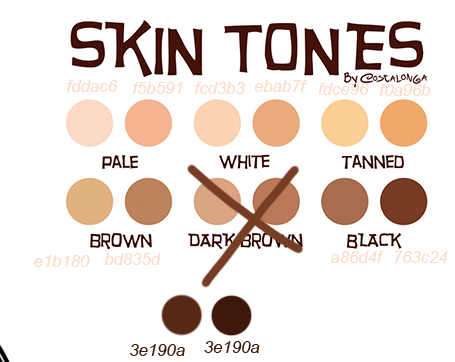 SKIN TONES
By Costalonga
fddac6 f5b591 fcd3b3 ebab7f fdce96 f0a96b
PALE WHITE TANNED
BROWN DARK BROWN BLACK
e1b180 bd835d a86d4f 763c24
3e190a 3e190a